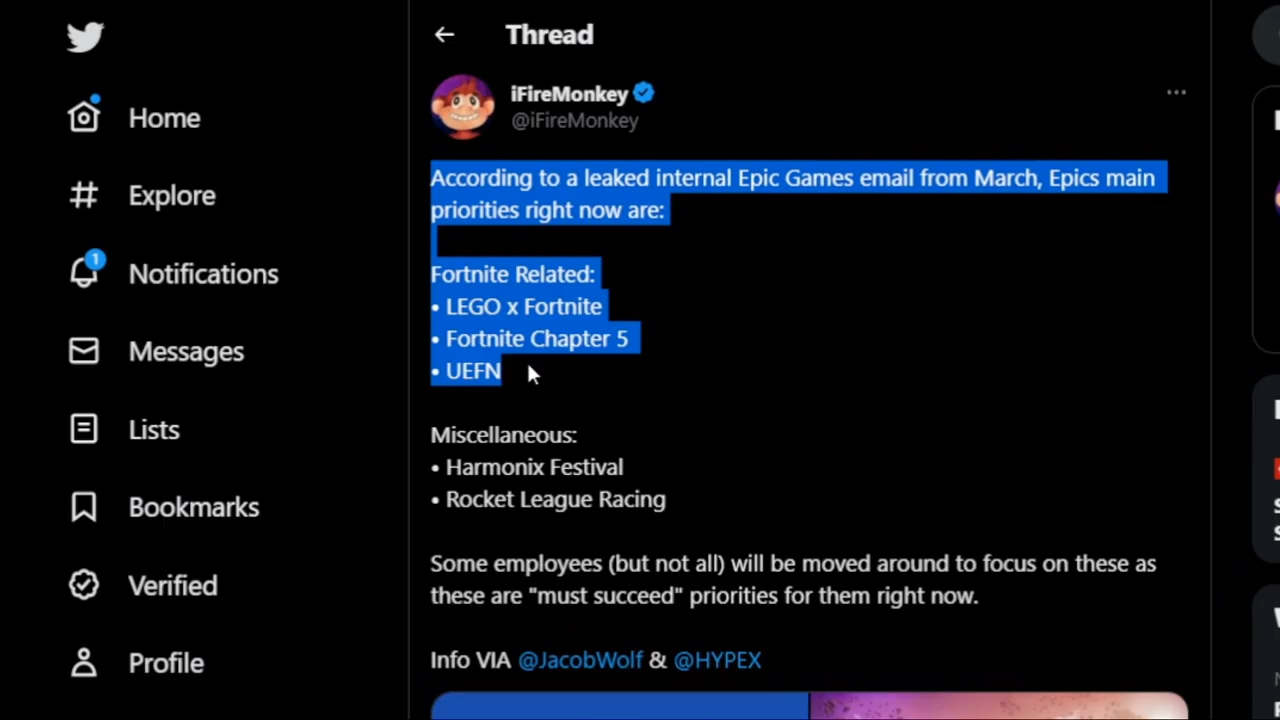 Thread
iFireMonkey
@iFireMonkey
Home
Explore
1
Notifications
Messages
Lists
Bookmarks
Verified
Profile
According to a leaked internal Epic Games email from March, Epics main
priorities right now are:
Fortnite Related:
• LEGO x Fortnite
• Fortnite Chapter 5
• UEFN
Miscellaneous:
• Harmonix Festival
• Rocket League Racing
Some employees (but not all) will be moved around to focus on these as
these are "must succeed" priorities for them right now.
Info VIA @JacobWolf & @HYPEX